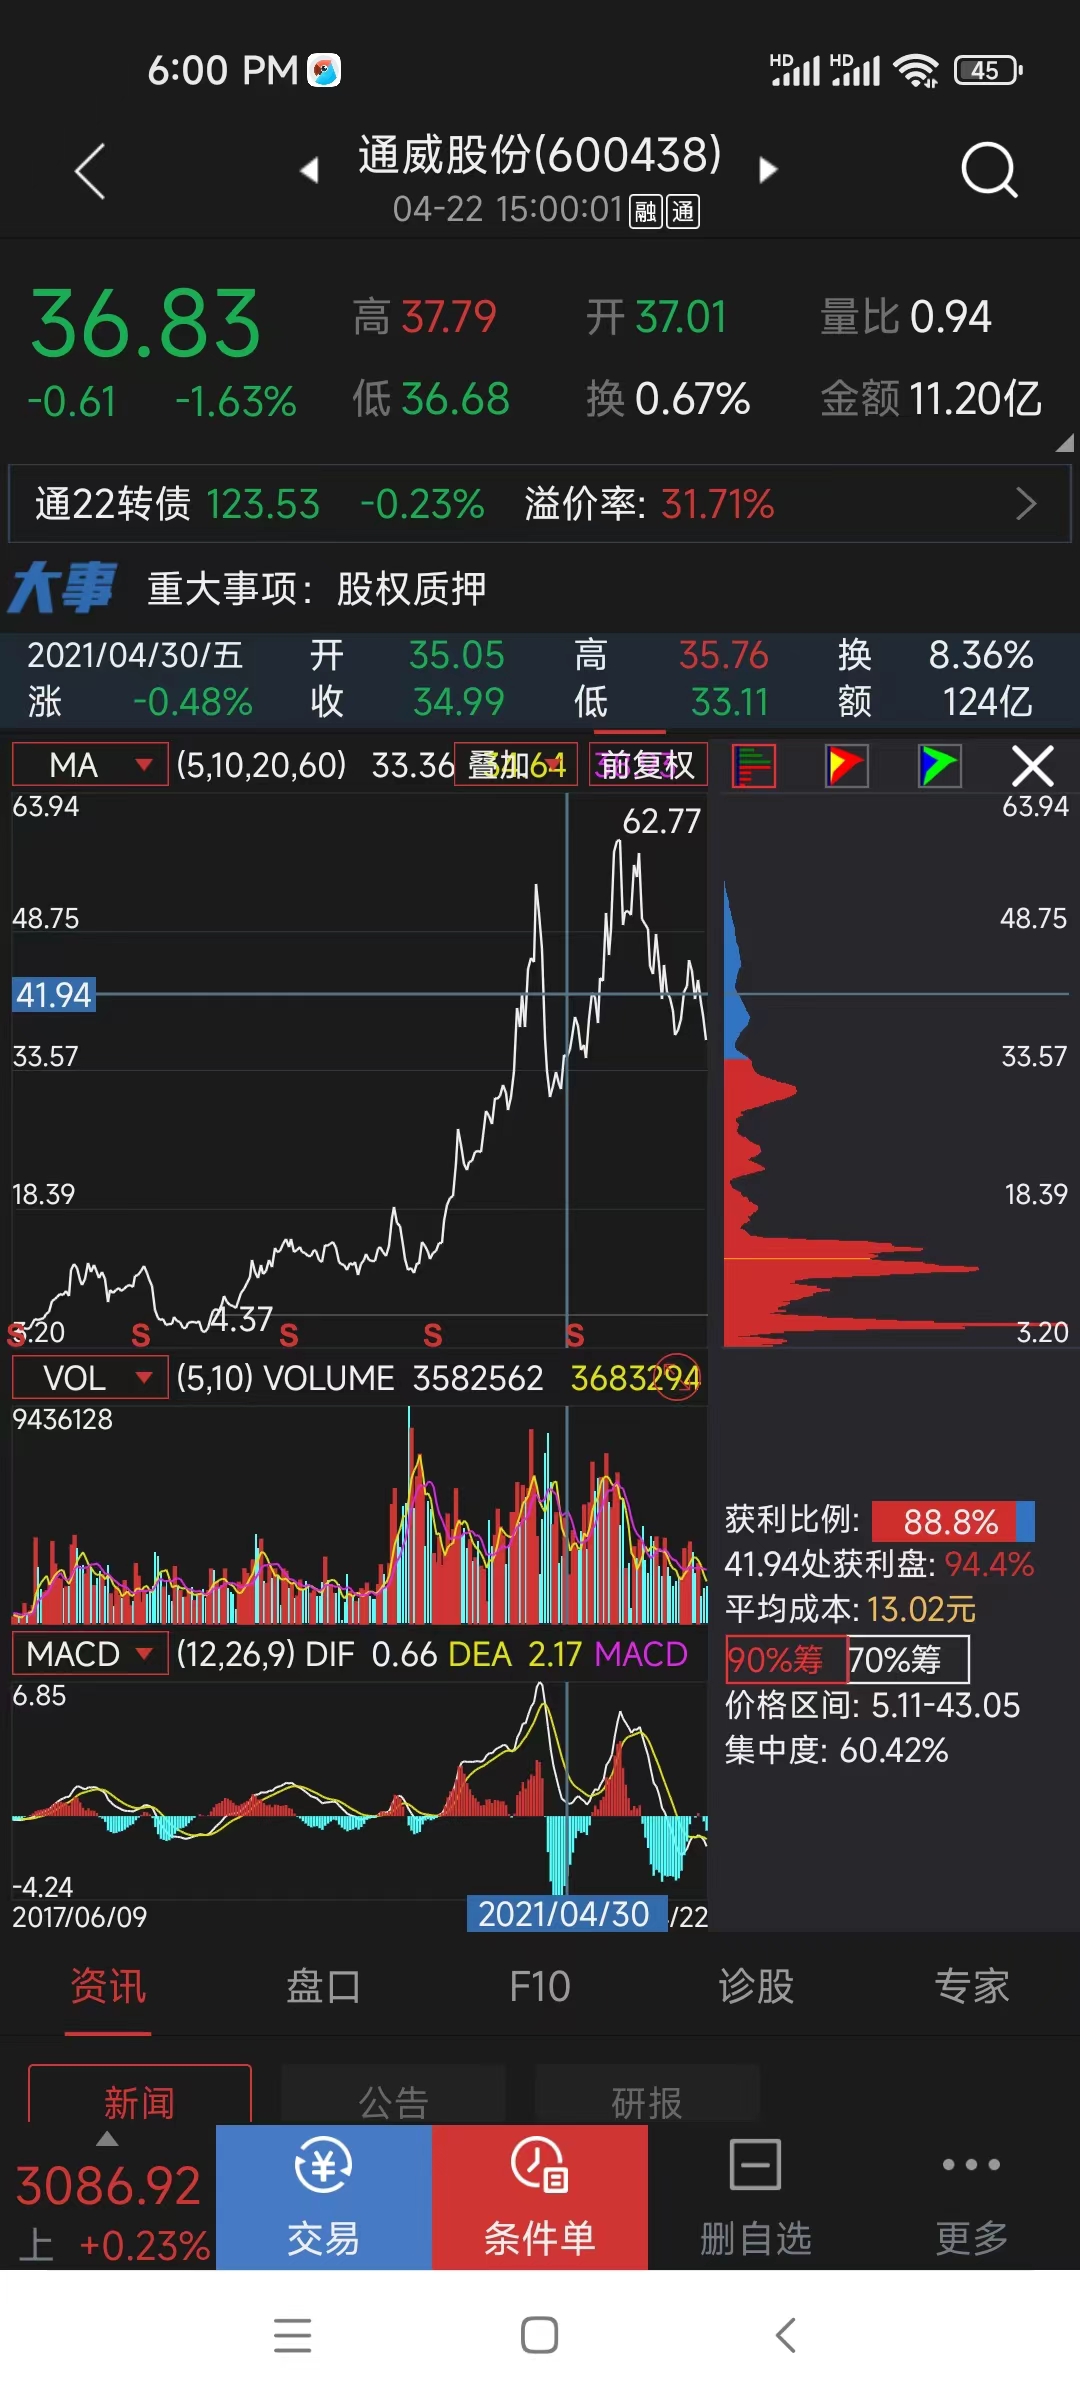 6:00 PM HD HD 45
通威股份(600438)
04-22 15:00:01 融 通
36.83 高 37.79 开 37.01 量比 0.94
-0.61 -1.63% 低 36.68 换 0.67% 金额 11.20亿
通22转债 123.53 -0.23% 溢价率: 31.71%
大事 重大事项：股权质押
2021/04/30/五 开 35.05 高 35.76 换 8.36%
涨 -0.48% 收 34.99 低 33.11 额 124亿
MA (5,10,20,60) 33.36 叠加 前复权
63.94 62.77 63.94
48.75 48.75
41.94
33.57 33.57
18.39 18.39
4.37
S S S S S
3.20 3.20
VOL (5,10) VOLUME 3582562 3683294
9436128
获利比例: 88.8%
41.94处获利盘: 94.4%
平均成本: 13.02元
MACD (12,26,9) DIF 0.66 DEA 2.17 MACD
90%筹 70%筹
6.85
价格区间: 5.11-43.05
集中度: 60.42%
-4.24
2017/06/09 2021/04/30 /22
资讯 盘口 F10 诊股 专家
新闻 公告 研报
3086.92
上 +0.23% 交易 条件单 删自选 更多